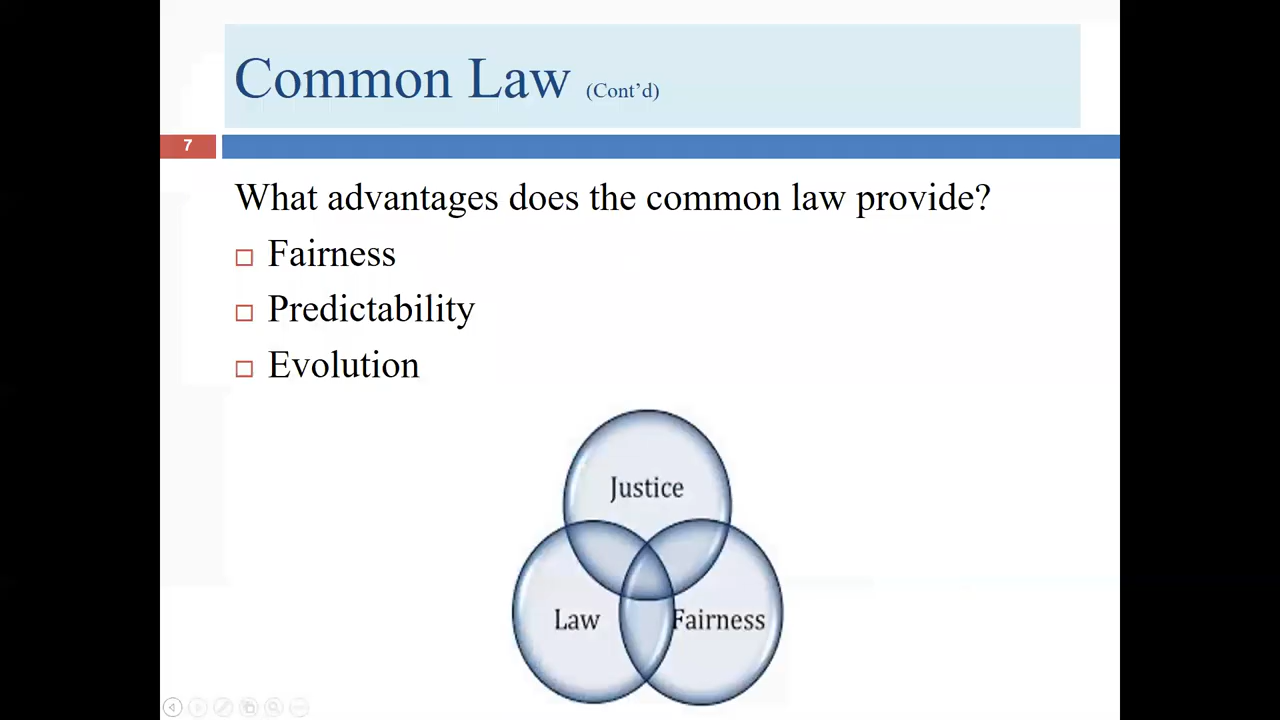 Common Law (Cont’d)
7
What advantages does the common law provide?
Fairness
Predictability
Evolution
Justice
Law
Fairness